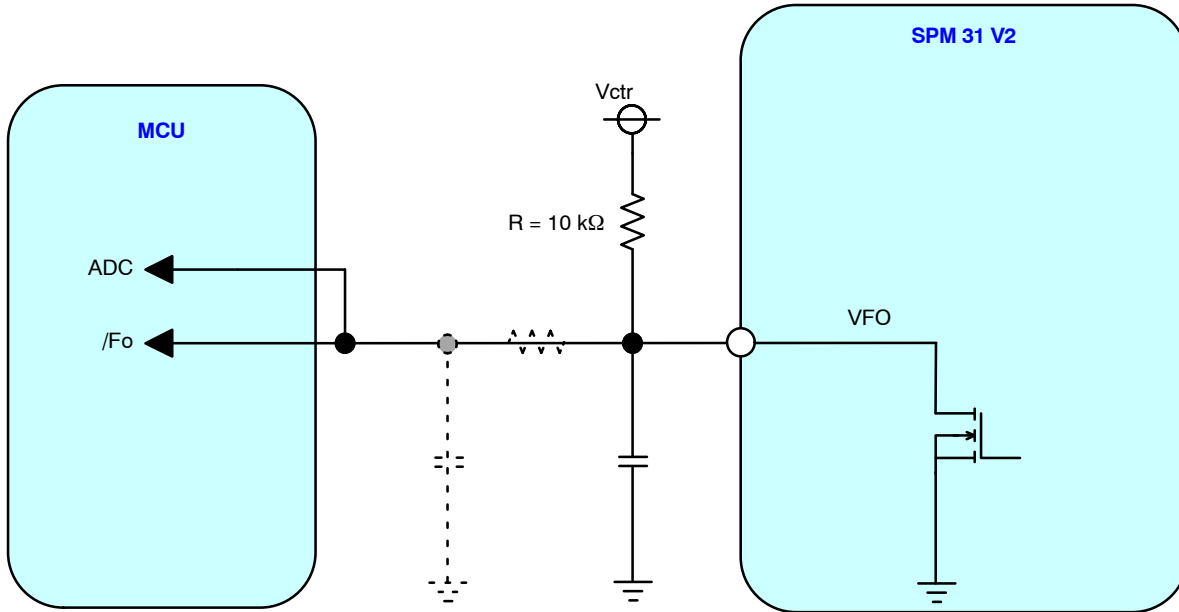 SPM 31 V2
MCU
Vctr
R = 10 kΩ
ADC
/Fo
VFO